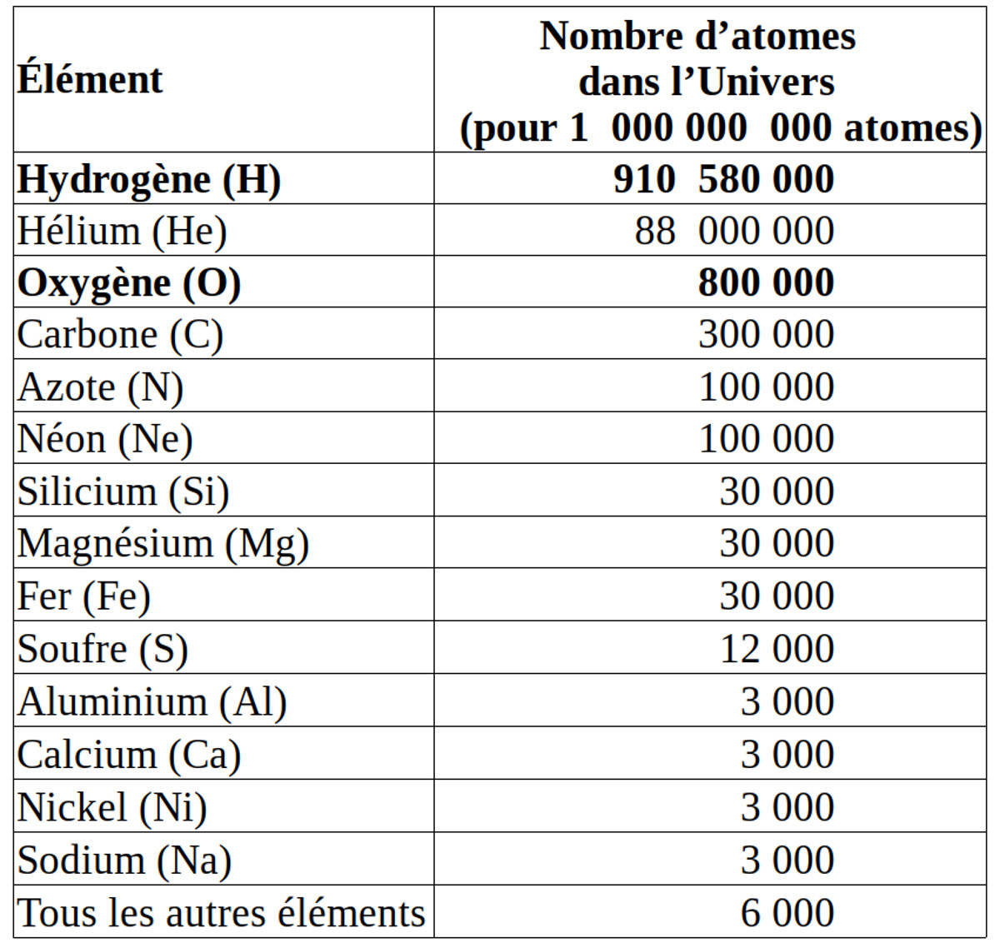 Élément
Nombre d’atomes
dans l’Univers
(pour 1 000 000 000 atomes)
Hydrogène (H) 910 580 000
Hélium (He) 88 000 000
Oxygène (O) 800 000
Carbone (C) 300 000
Azote (N) 100 000
Néon (Ne) 100 000
Silicium (Si) 30 000
Magnésium (Mg) 30 000
Fer (Fe) 30 000
Soufre (S) 12 000
Aluminium (Al) 3 000
Calcium (Ca) 3 000
Nickel (Ni) 3 000
Sodium (Na) 3 000
Tous les autres éléments 6 000